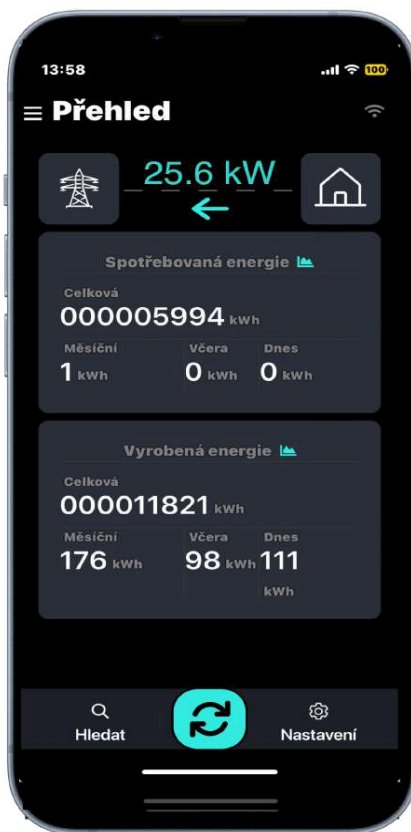 13:58
100
Přehled
25.6 kW
Spotřebovaná energie
Celková
000005994 kWh
Měsíční Včera Dnes
1 kWh 0 kWh 0 kWh
Vyrobená energie
Celková
000011821 kWh
Měsíční Včera Dnes
176 kWh 98 kWh 111
kWh
Hledat Nastavení